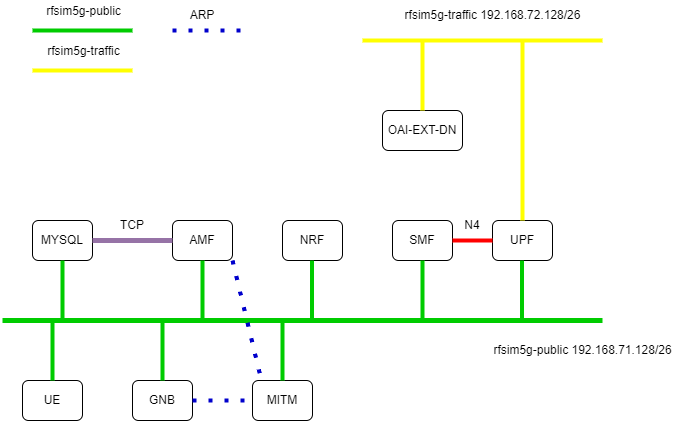 rfsim5g-public
ARP
rfsim5g-traffic 192.168.72.128/26
rfsim5g-traffic
OAI-EXT-DN
TCP
N4
MYSQL
AMF
NRF
SMF
UPF
rfsim5g-public 192.168.71.128/26
UE
GNB
MITM